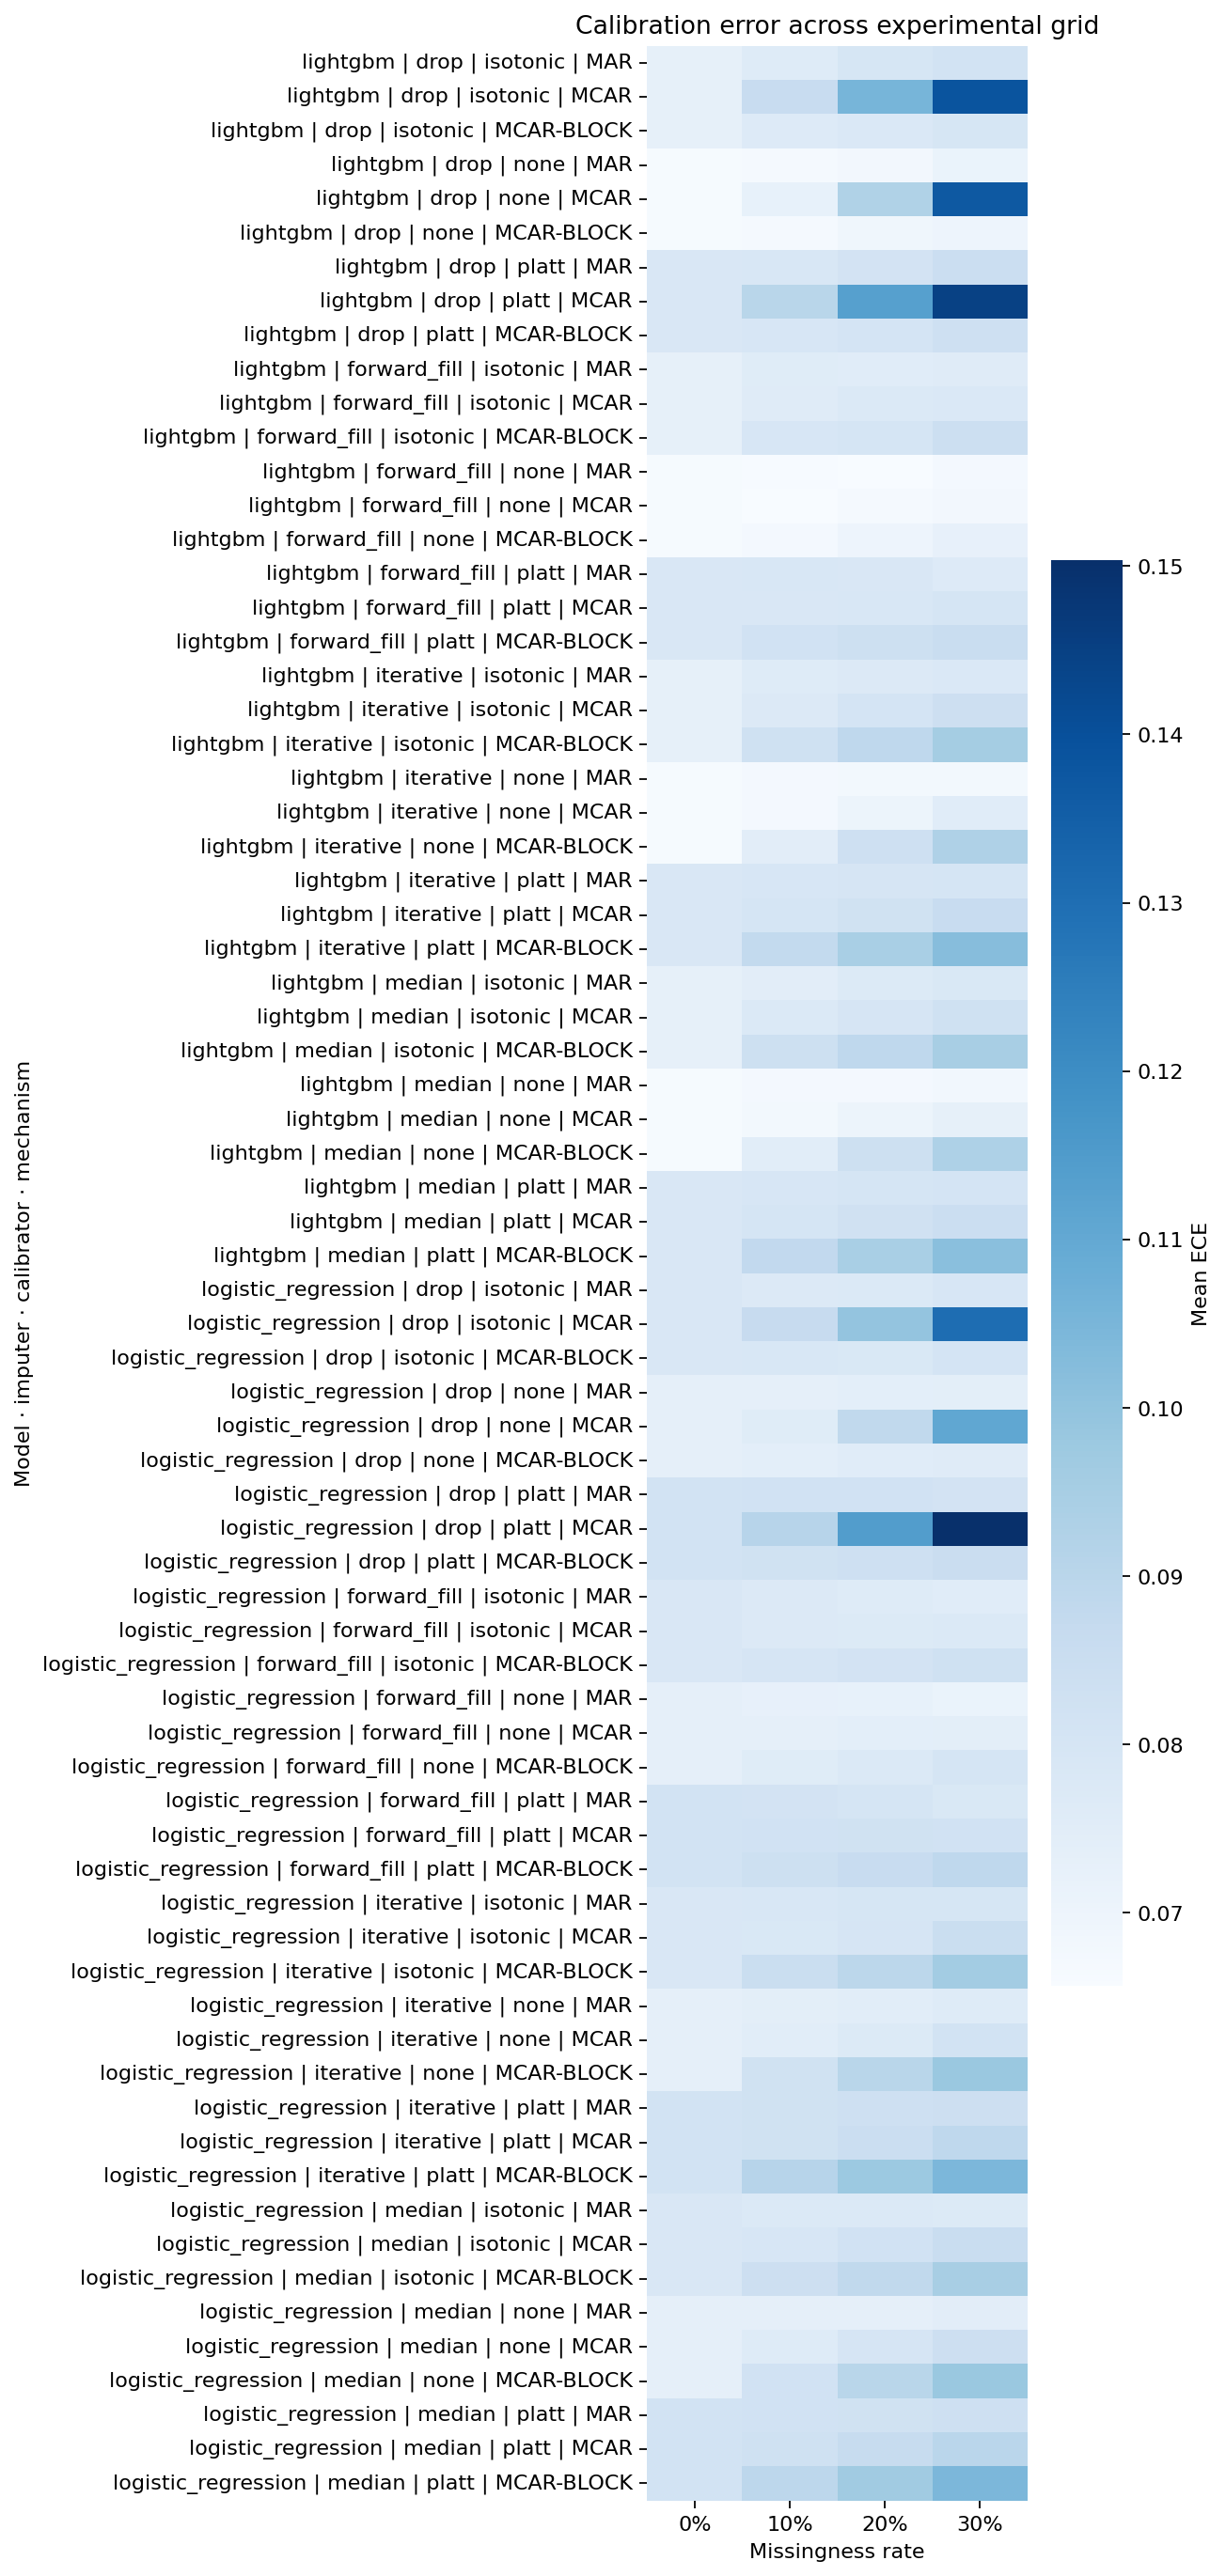 Calibration error across experimental grid
lightgbm | drop | isotonic | MAR
lightgbm | drop | isotonic | MCAR
lightgbm | drop | isotonic | MCAR-BLOCK
lightgbm | drop | none | MAR
lightgbm | drop | none | MCAR
lightgbm | drop | none | MCAR-BLOCK
lightgbm | drop | platt | MAR
lightgbm | drop | platt | MCAR
lightgbm | drop | platt | MCAR-BLOCK
lightgbm | forward_fill | isotonic | MAR
lightgbm | forward_fill | isotonic | MCAR
lightgbm | forward_fill | isotonic | MCAR-BLOCK
lightgbm | forward_fill | none | MAR
lightgbm | forward_fill | none | MCAR
lightgbm | forward_fill | none | MCAR-BLOCK
lightgbm | forward_fill | platt | MAR
lightgbm | forward_fill | platt | MCAR
lightgbm | forward_fill | platt | MCAR-BLOCK
lightgbm | iterative | isotonic | MAR
lightgbm | iterative | isotonic | MCAR
lightgbm | iterative | isotonic | MCAR-BLOCK
lightgbm | iterative | none | MAR
lightgbm | iterative | none | MCAR
lightgbm | iterative | none | MCAR-BLOCK
lightgbm | iterative | platt | MAR
lightgbm | iterative | platt | MCAR
lightgbm | iterative | platt | MCAR-BLOCK
lightgbm | median | isotonic | MAR
lightgbm | median | isotonic | MCAR
lightgbm | median | isotonic | MCAR-BLOCK
lightgbm | median | none | MAR
lightgbm | median | none | MCAR
lightgbm | median | none | MCAR-BLOCK
lightgbm | median | platt | MAR
lightgbm | median | platt | MCAR
lightgbm | median | platt | MCAR-BLOCK
logistic_regression | drop | isotonic | MAR
logistic_regression | drop | isotonic | MCAR
logistic_regression | drop | isotonic | MCAR-BLOCK
logistic_regression | drop | none | MAR
logistic_regression | drop | none | MCAR
logistic_regression | drop | none | MCAR-BLOCK
logistic_regression | drop | platt | MAR
logistic_regression | drop | platt | MCAR
logistic_regression | drop | platt | MCAR-BLOCK
logistic_regression | forward_fill | isotonic | MAR
logistic_regression | forward_fill | isotonic | MCAR
logistic_regression | forward_fill | isotonic | MCAR-BLOCK
logistic_regression | forward_fill | none | MAR
logistic_regression | forward_fill | none | MCAR
logistic_regression | forward_fill | none | MCAR-BLOCK
logistic_regression | forward_fill | platt | MAR
logistic_regression | forward_fill | platt | MCAR
logistic_regression | forward_fill | platt | MCAR-BLOCK
logistic_regression | iterative | isotonic | MAR
logistic_regression | iterative | isotonic | MCAR
logistic_regression | iterative | isotonic | MCAR-BLOCK
logistic_regression | iterative | none | MAR
logistic_regression | iterative | none | MCAR
logistic_regression | iterative | none | MCAR-BLOCK
logistic_regression | iterative | platt | MAR
logistic_regression | iterative | platt | MCAR
logistic_regression | iterative | platt | MCAR-BLOCK
logistic_regression | median | isotonic | MAR
logistic_regression | median | isotonic | MCAR
logistic_regression | median | isotonic | MCAR-BLOCK
logistic_regression | median | none | MAR
logistic_regression | median | none | MCAR
logistic_regression | median | none | MCAR-BLOCK
logistic_regression | median | platt | MAR
logistic_regression | median | platt | MCAR
logistic_regression | median | platt | MCAR-BLOCK
Model · imputer · calibrator · mechanism
0% 10% 20% 30%
Missingness rate
0.15
0.14
0.13
0.12
0.11
0.10
0.09
0.08
0.07
Mean ECE